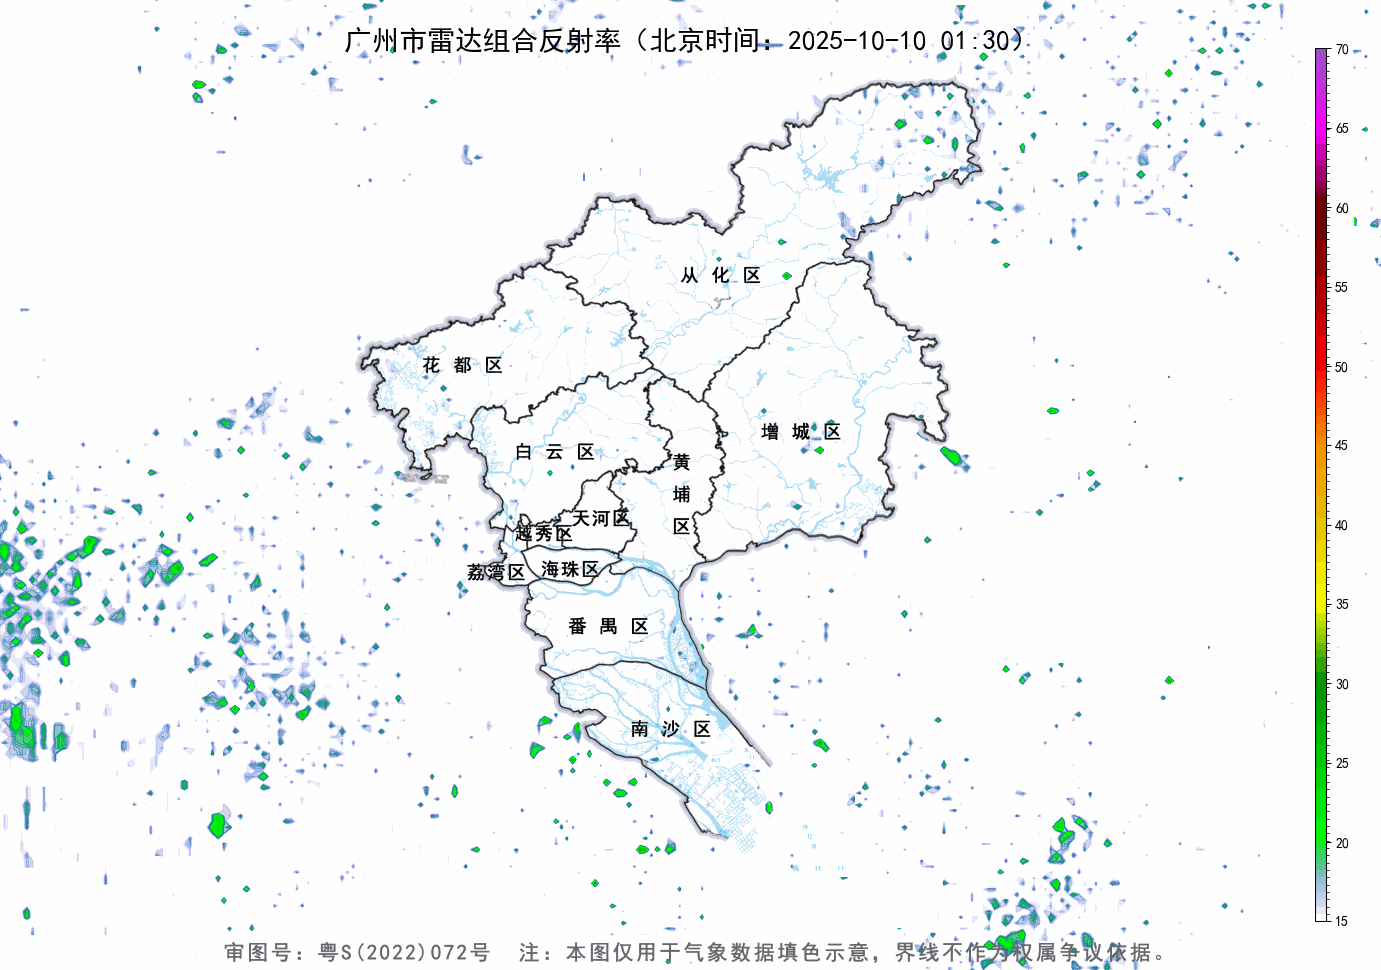 广州市雷达组合反射率（北京时间：2025-10-10 01:30）
70
65
60
55
50
45
40
35
30
25
20
15
从化区
花都区
增城区
白云区
黄埔区
天河区
越秀区
荔湾区
海珠区
番禺区
南沙区
审图号：粤S(2022)072号 注：本图仅用于气象数据填色示意，界线不作为权属争议依据。